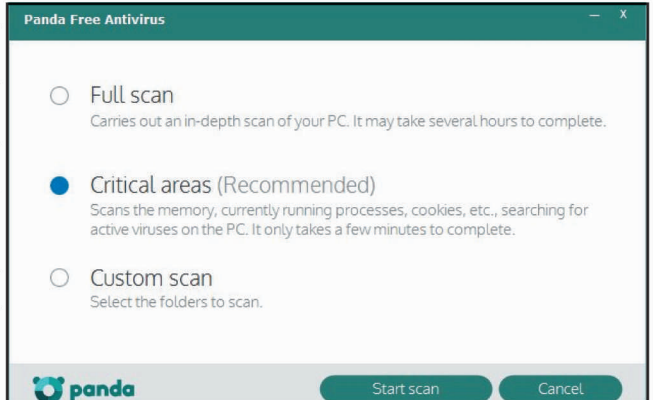 Panda Free Antivirus
— X
Full scan
Carries out an in-depth scan of your PC. It may take several hours to complete.
Critical areas (Recommended)
Scans the memory, currently running processes, cookies, etc., searching for
active viruses on the PC. It only takes a few minutes to complete.
Custom scan
Select the folders to scan.
panda
Start scan
Cancel